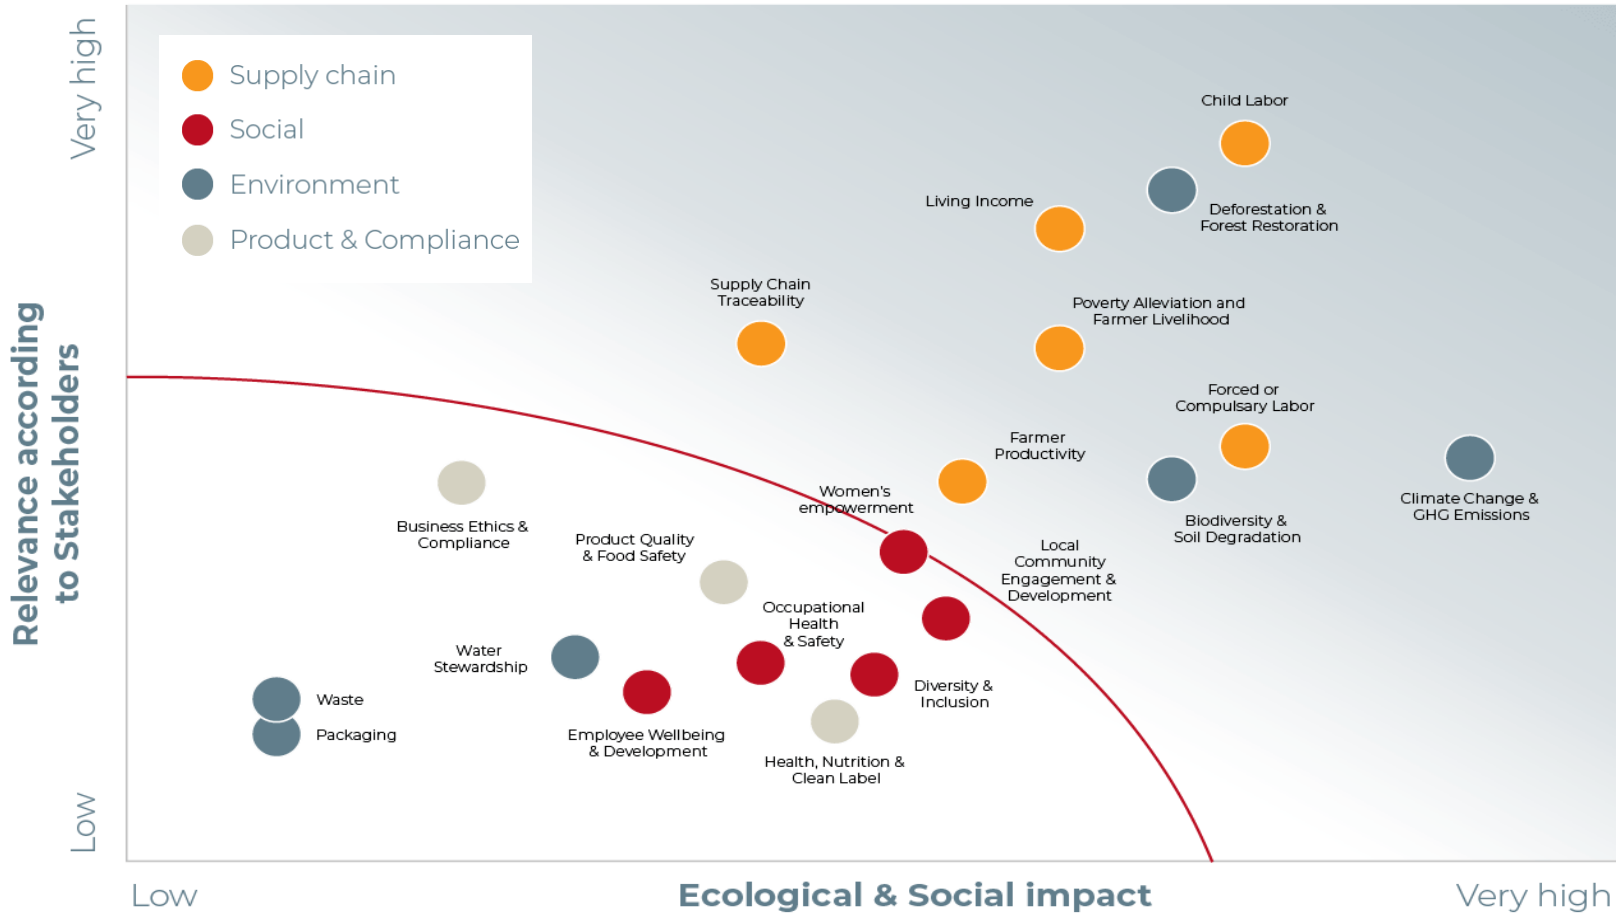 Very high
Supply chain
Social
Environment
Product & Compliance
Child Labor
Living Income
Deforestation &
Forest Restoration
Supply Chain
Traceability
Poverty Alleviation and
Farmer Livelihood
Relevance according
to Stakeholders
Forced or
Compulsary Labor
Farmer
Productivity
Women's
empowerment
Climate Change &
GHG Emissions
Business Ethics &
Compliance
Biodiversity &
Soil Degradation
Product Quality
& Food Safety
Local
Community
Engagement &
Development
Occupational
Health
& Safety
Water
Stewardship
Diversity &
Inclusion
Waste
Packaging
Employee Wellbeing
& Development
Health, Nutrition &
Clean Label
Low
Low
Ecological & Social impact
Very high